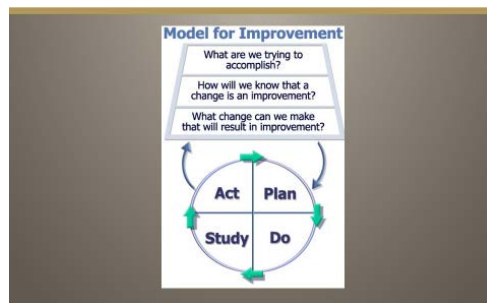 Model for Improvement
What are we trying to
accomplish?
How will we know that a
change is an improvement?
What change can we make
that will result in improvement?
Act
Plan
Study
Do